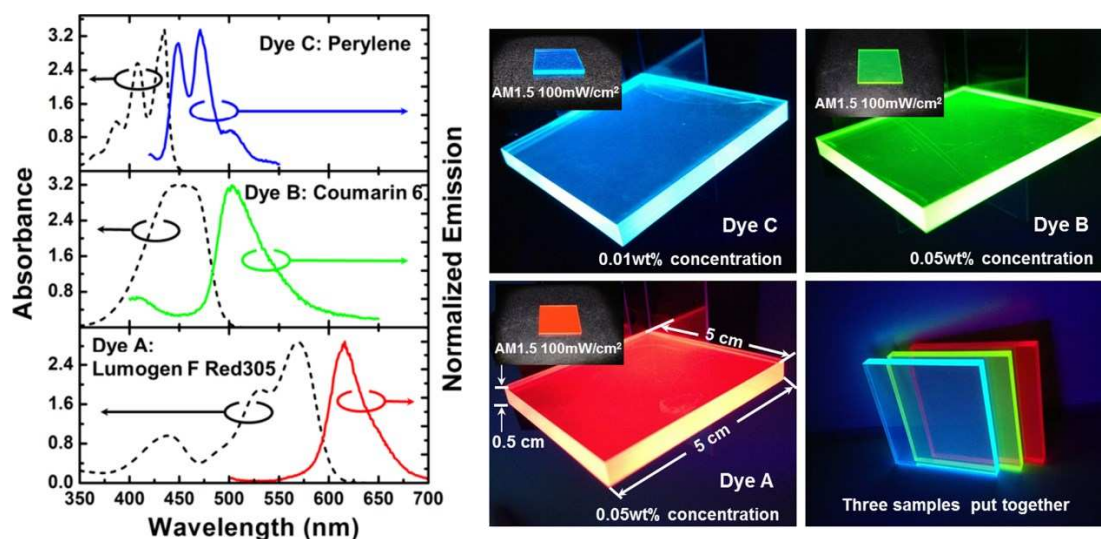 Absorbance
3.2
2.4
1.6
0.8
Dye C: Perylene
3.2
2.4
1.6
0.8
Dye B: Coumarin 6
2.4
1.6
0.8
Dye A:
Lumogen F Red305
350 400 450 500 550 600 650 700
Wavelength (nm)
Normalized Emission
AM1.5 100mW/cm²
Dye C
0.01wt% concentration
AM1.5 100mW/cm²
Dye B
0.05wt% concentration
AM1.5 100mW/cm²
5 cm
0.5 cm
5 cm
Dye A
0.05wt% concentration
Three samples put together